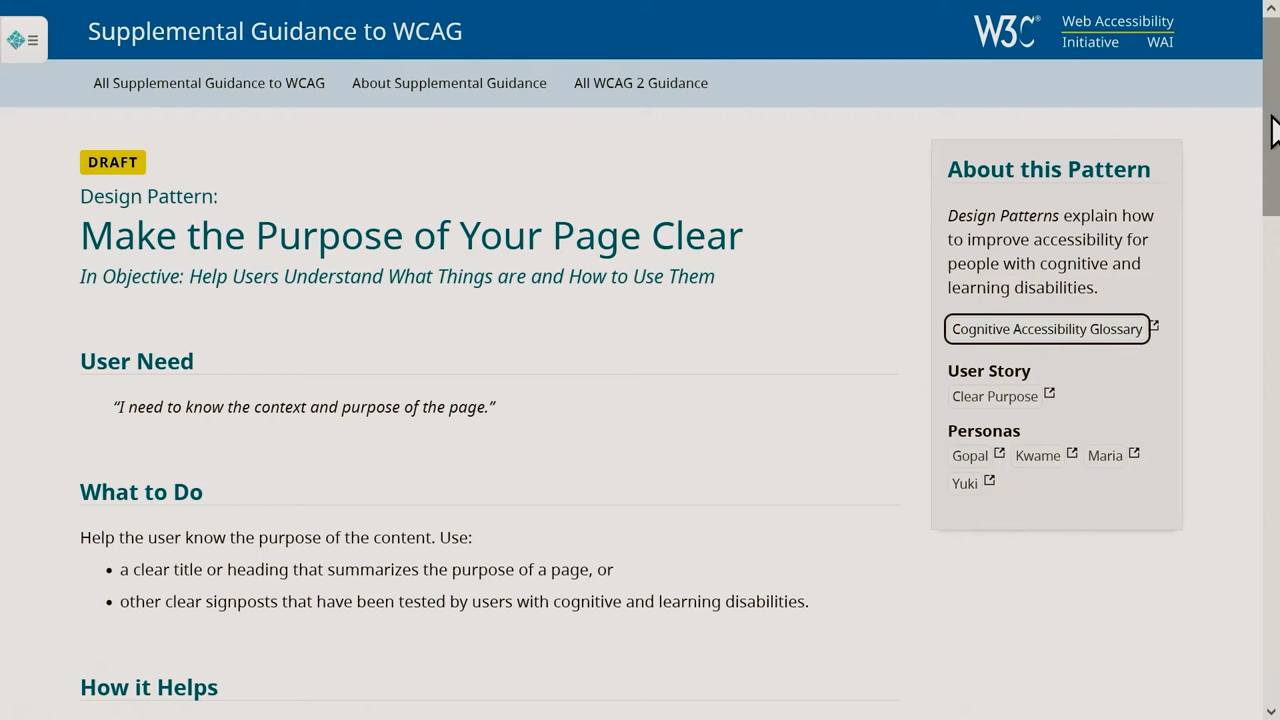 Supplemental Guidance to WCAG
W3C® Web Accessibility
Initiative WAI
All Supplemental Guidance to WCAG About Supplemental Guidance All WCAG 2 Guidance
DRAFT
Design Pattern:
Make the Purpose of Your Page Clear
In Objective: Help Users Understand What Things are and How to Use Them
User Need
“I need to know the context and purpose of the page.”
What to Do
Help the user know the purpose of the content. Use:
• a clear title or heading that summarizes the purpose of a page, or
• other clear signposts that have been tested by users with cognitive and learning disabilities.
How it Helps
About this Pattern
Design Patterns explain how
to improve accessibility for
people with cognitive and
learning disabilities.
Cognitive Accessibility Glossary
User Story
Clear Purpose
Personas
Gopal Kwame Maria
Yuki